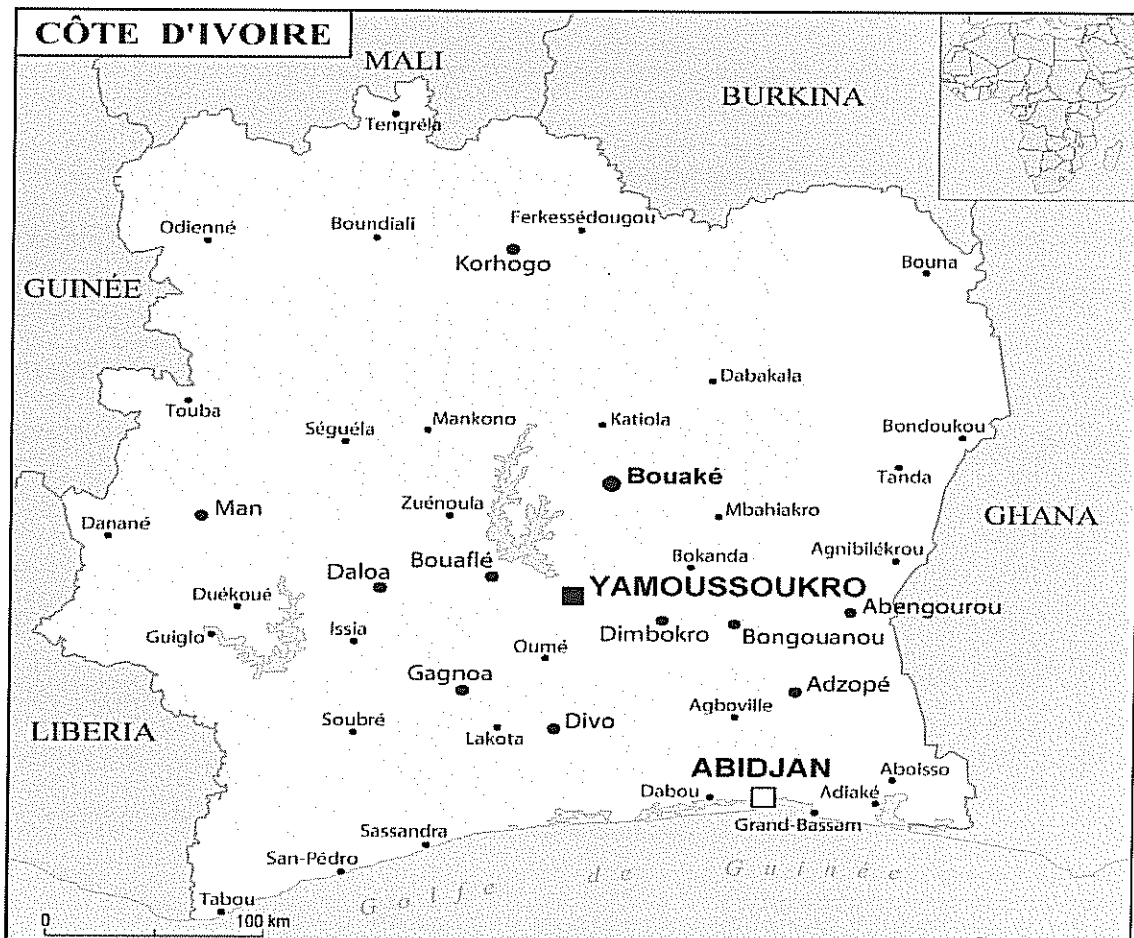 CÔTE D'IVOIRE
MALI
BURKINA
Tengréla
Odienné
Boundiali
Ferkessédougou
Korhogo
Bouna
GUINÉE
Dabakala
Touba
Séguéla
Mankono
Katiola
Bondoukou
Bouaké
Tanda
Man
Zuénoula
Mbahiakro
GHANA
Danané
Bokanda
Agnibilékrou
Daloa
Bouaflé
YAMOUSSOUKRO
Duékoué
Abengourou
Guiglo
Issia
Oumé
Dimbokro
Bongouanou
Gagnoa
Adzopé
LIBERIA
Soubré
Lakota
Divo
Agboville
ABIDJAN
Aboisso
Dabou
Adiaké
Grand-Bassam
Sassandra
San-Pédro
Golfe de Guinée
Tabou
0 100 km